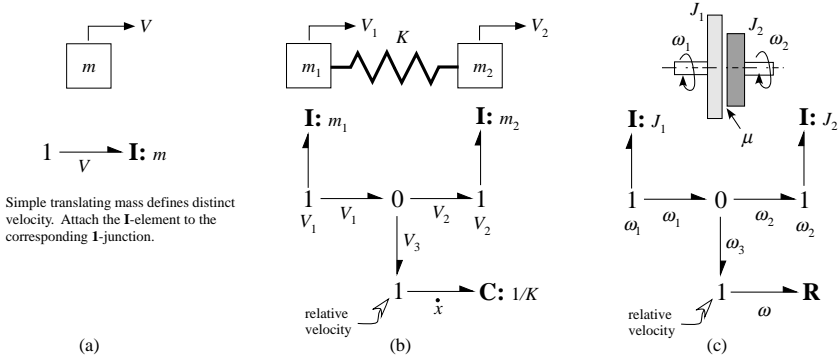 V
m
1
V
I: m
Simple translating mass defines distinct
velocity. Attach the I-element to the
corresponding 1-junction.
(a)
V1
V2
K
m1
m2
I: m1
I: m2
1
V1
0
V2
1
V1
V2
V3
relative
velocity
1
ẋ
C: 1/K
(b)
J1
J2
ω1
ω2
μ
I: J1
I: J2
1
ω1
0
ω2
1
ω1
ω2
ω3
relative
velocity
1
ω
R
(c)